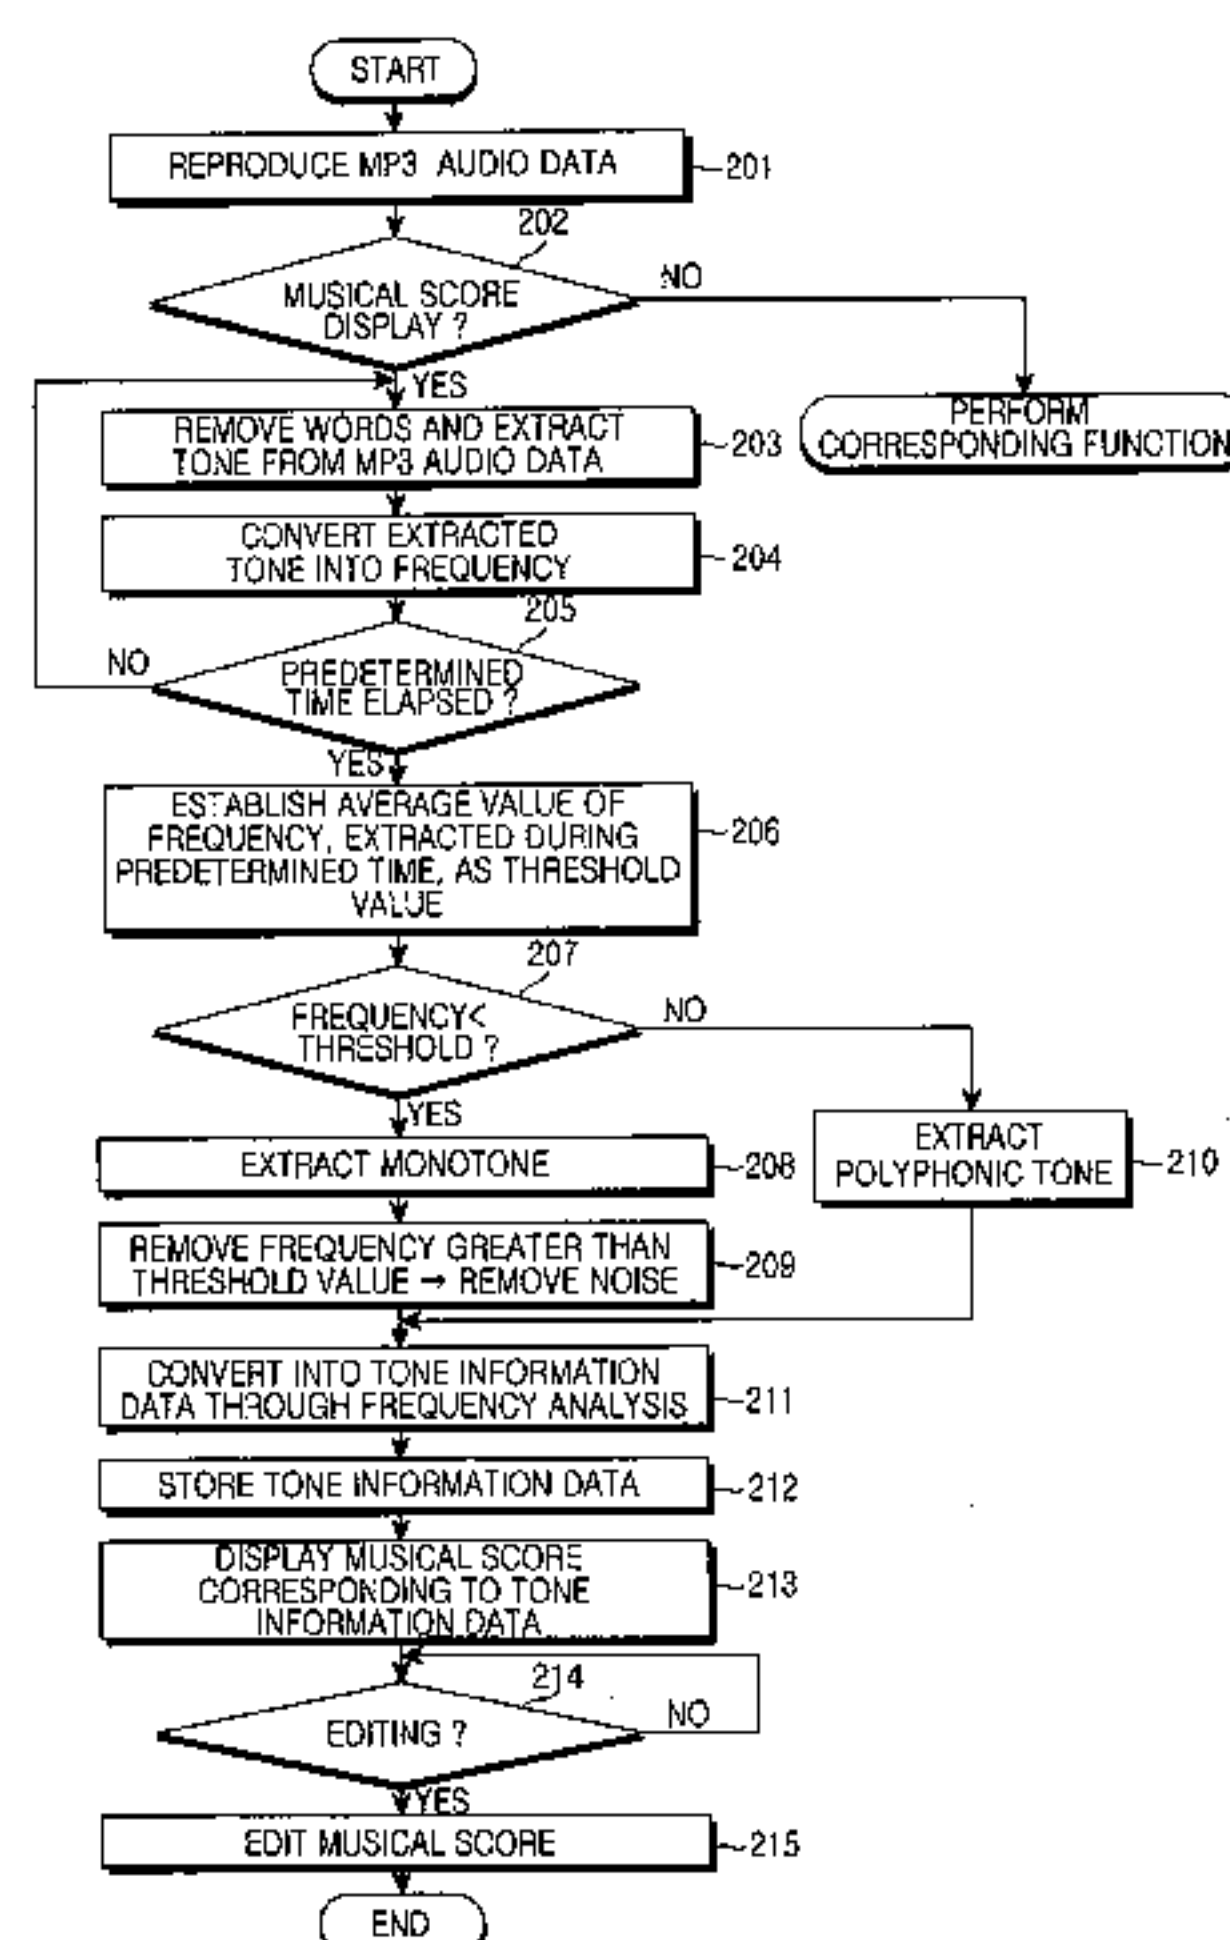 START
REPRODUCE MP3 AUDIO DATA
201
202
MUSICAL SCORE
DISPLAY ?
NO
YES
PERFORM
CORRESPONDING FUNCTION
REMOVE WORDS AND EXTRACT
TONE FROM MP3 AUDIO DATA
203
CONVERT EXTRACTED
TONE INTO FREQUENCY
204
205
NO
PREDETERMINED
TIME ELAPSED ?
YES
ESTABLISH AVERAGE VALUE OF
FREQUENCY, EXTRACTED DURING
PREDETERMINED TIME, AS THRESHOLD
VALUE
206
207
FREQUENCY<
THRESHOLD ?
NO
YES
EXTRACT MONOTONE
208
EXTRACT
POLYPHONIC TONE
210
REMOVE FREQUENCY GREATER THAN
THRESHOLD VALUE → REMOVE NOISE
209
CONVERT INTO TONE INFORMATION
DATA THROUGH FREQUENCY ANALYSIS
211
STORE TONE INFORMATION DATA
212
DISPLAY MUSICAL SCORE
CORRESPONDING TO TONE
INFORMATION DATA
213
214
EDITING ?
NO
YES
EDIT MUSICAL SCORE
215
END